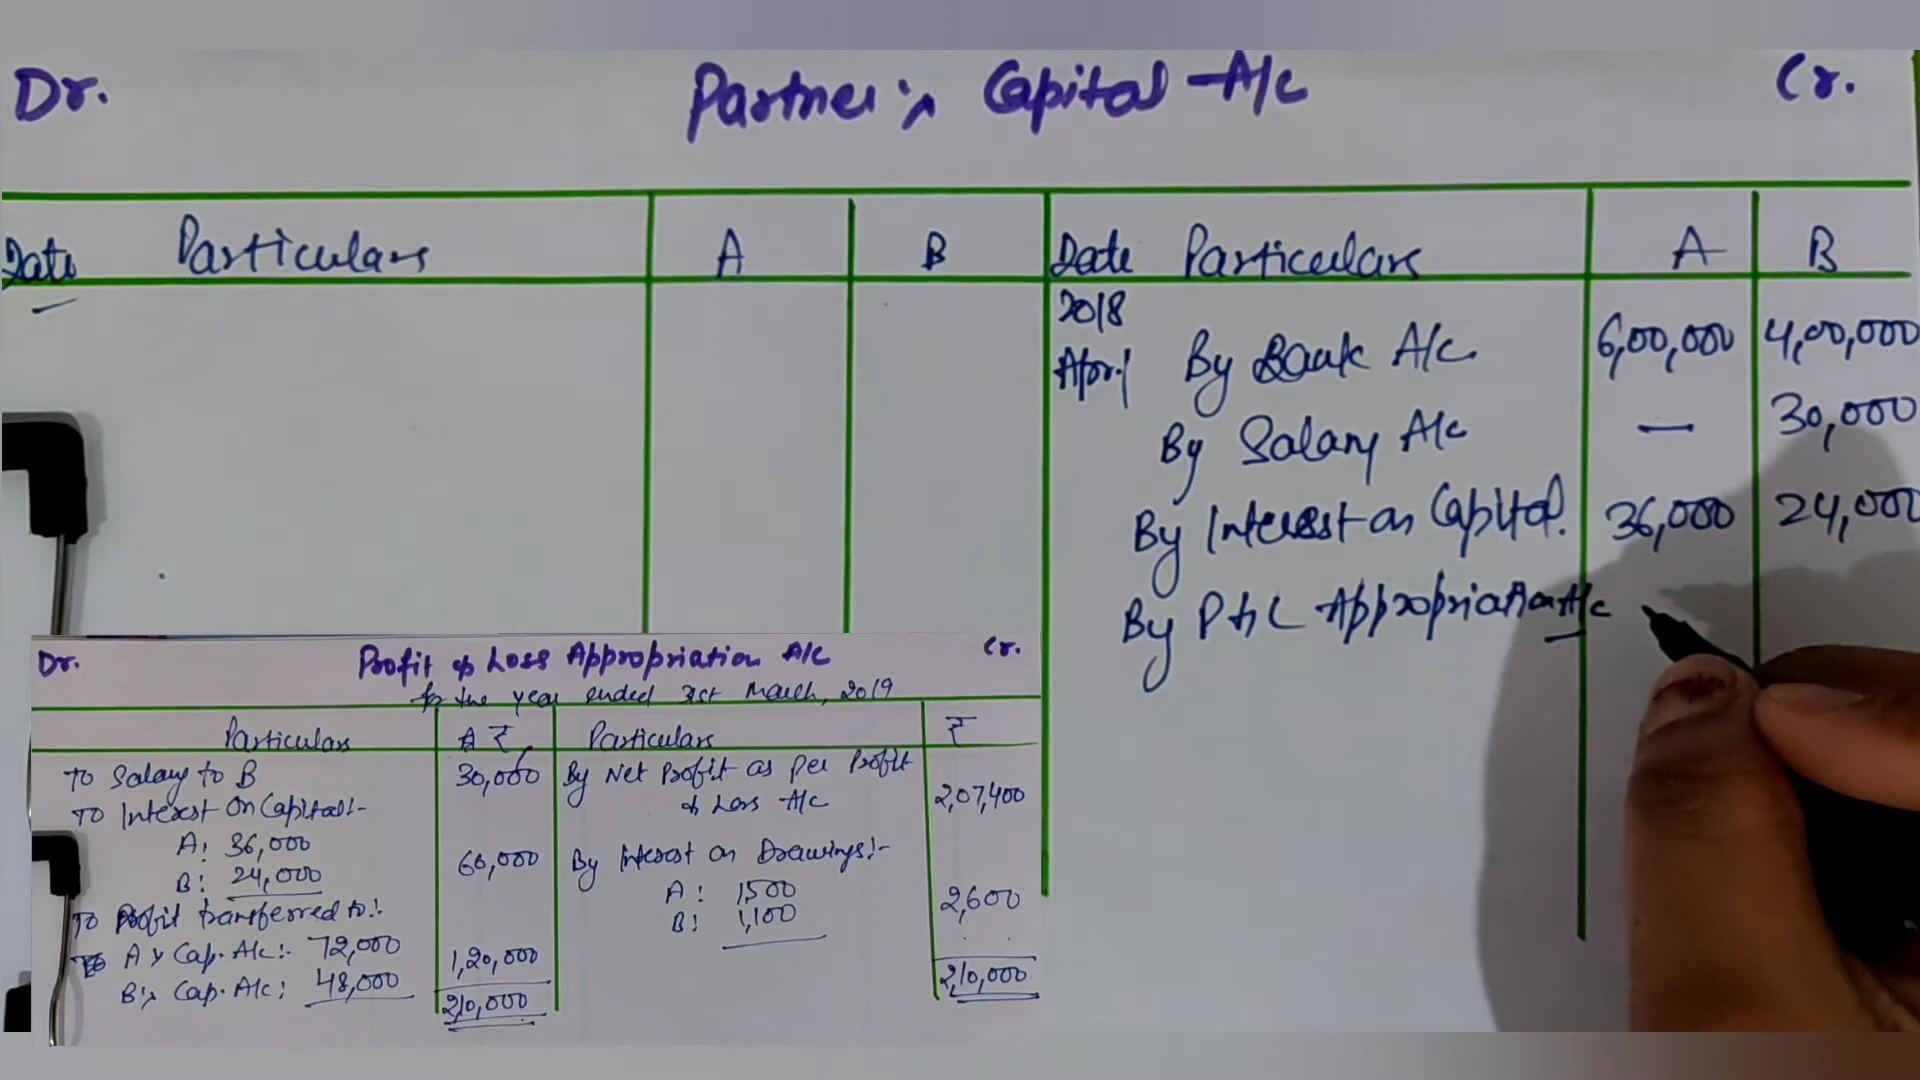 Dr. Partner's Capital A/c Cr.
Date Particulars A B Date Particulars A B
2018
Apr.1 By Bank A/c 6,00,000 4,00,000
By Salary A/c — 30,000
By Interest on Capital. 36,000 24,000
By P & L Appropriation A/c
Dr. Profit & Loss Appropriation A/c Cr.
for the year ended 31st March, 2019
Particulars ₹ Particulars ₹
To Salary to B 30,000 By Net Profit as per Profit
& Loss A/c 2,07,400
To Interest on Capital:-
A: 36,000
B: 24,000 60,000 By Interest on Drawings:-
A: 1,500
B: 1,100 2,600
To Profit transferred to:-
A's Cap. A/c:- 72,000 1,20,000
B's Cap. A/c: 48,000
2,10,000 2,10,000